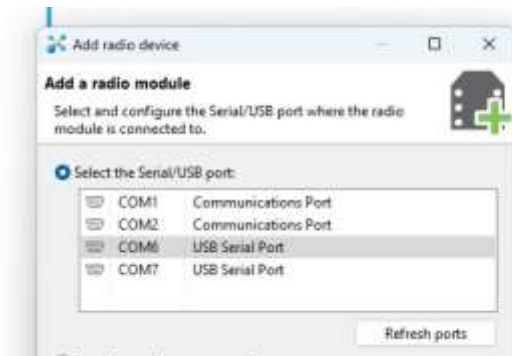 Add radio device
Add a radio module
Select and configure the Serial/USB port where the radio
module is connected to.
Select the Serial/USB port:
COM1 Communications Port
COM2 Communications Port
COM6 USB Serial Port
COM7 USB Serial Port
Refresh ports